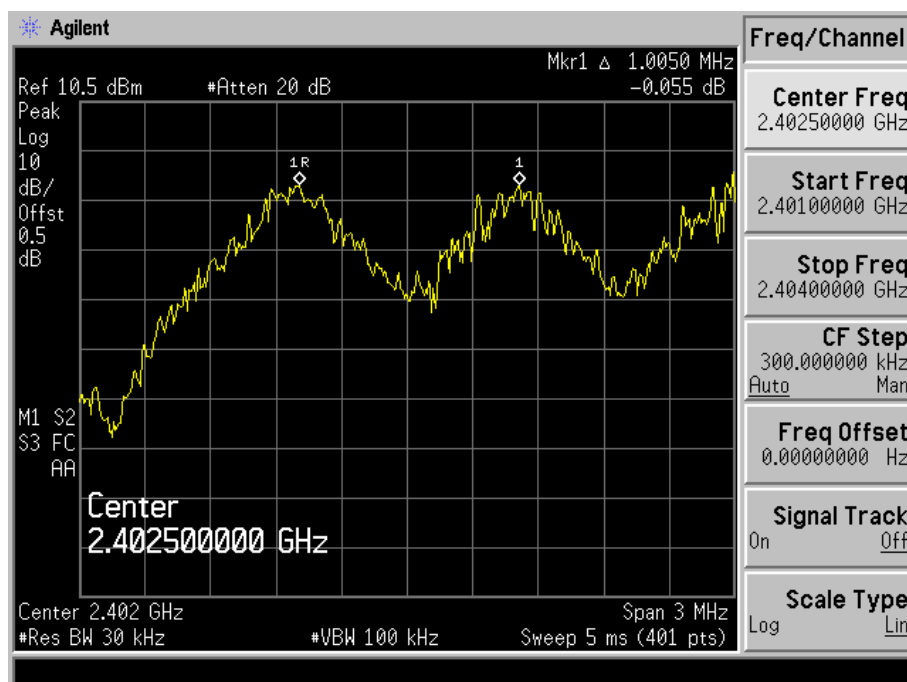 Agilent
Freq/Channel
Mkr1 Δ 1.0050 MHz
Ref 10.5 dBm #Atten 20 dB -0.055 dB
Peak
Log
10
dB/
Offst
0.5
dB
1R
1
M1 S2
S3 FC
AA
Center
2.402500000 GHz
Center 2.402 GHz Span 3 MHz
#Res BW 30 kHz #VBW 100 kHz Sweep 5 ms (401 pts)
Center Freq
2.40250000 GHz
Start Freq
2.40100000 GHz
Stop Freq
2.40400000 GHz
CF Step
300.000000 kHz
Auto Man
Freq Offset
0.00000000 Hz
Signal Track
On Off
Scale Type
Log Lin